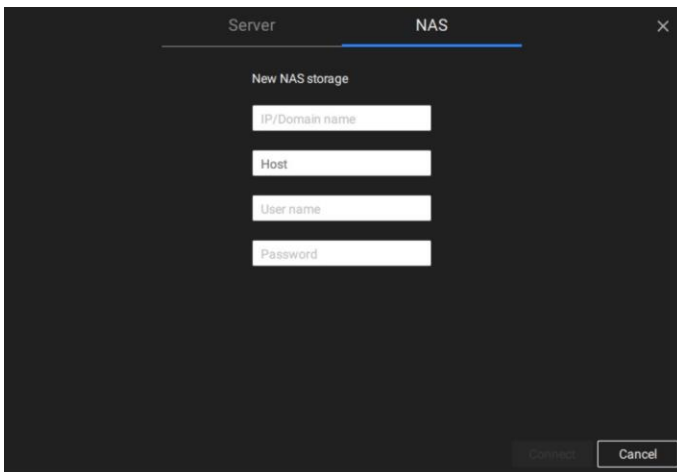 Server NAS
New NAS storage
IP/Domain name
Host
User name
Password
Connect Cancel